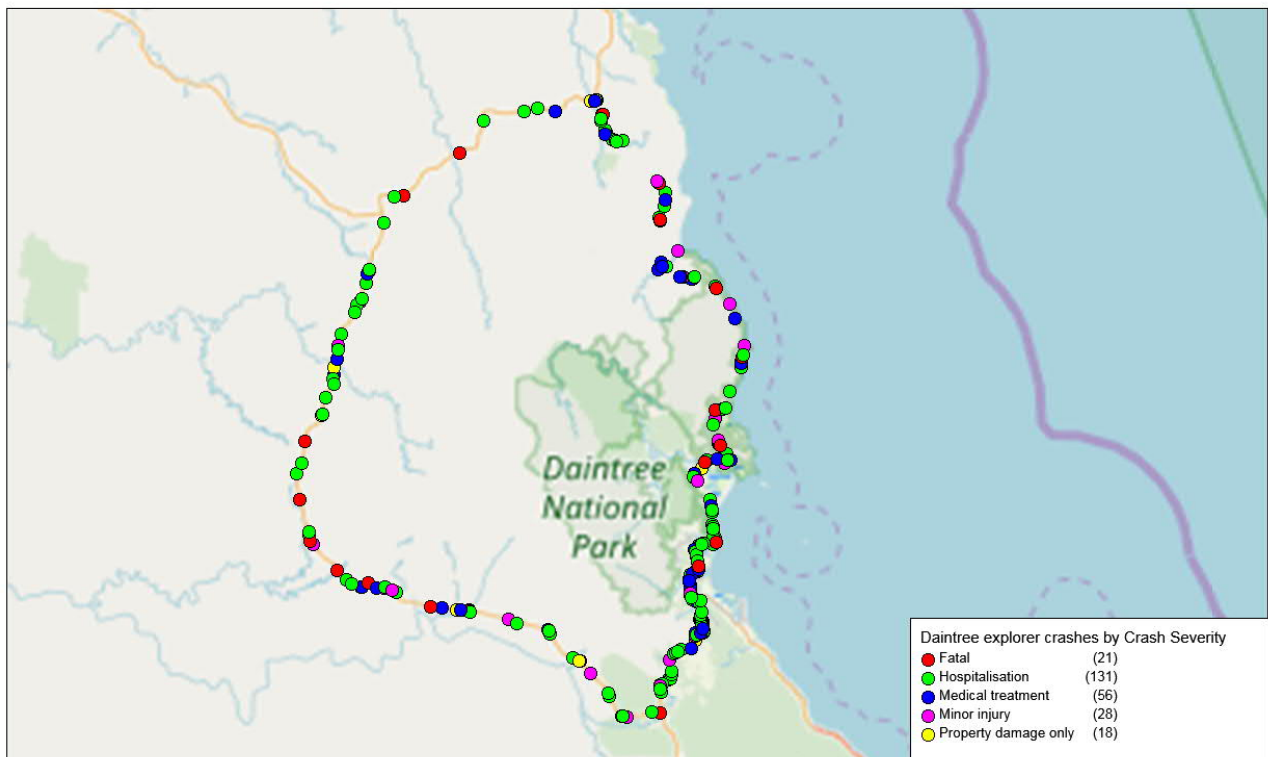 Daintree
National
Park
Daintree explorer crashes by Crash Severity
Fatal (21)
Hospitalisation (131)
Medical treatment (56)
Minor injury (28)
Property damage only (18)